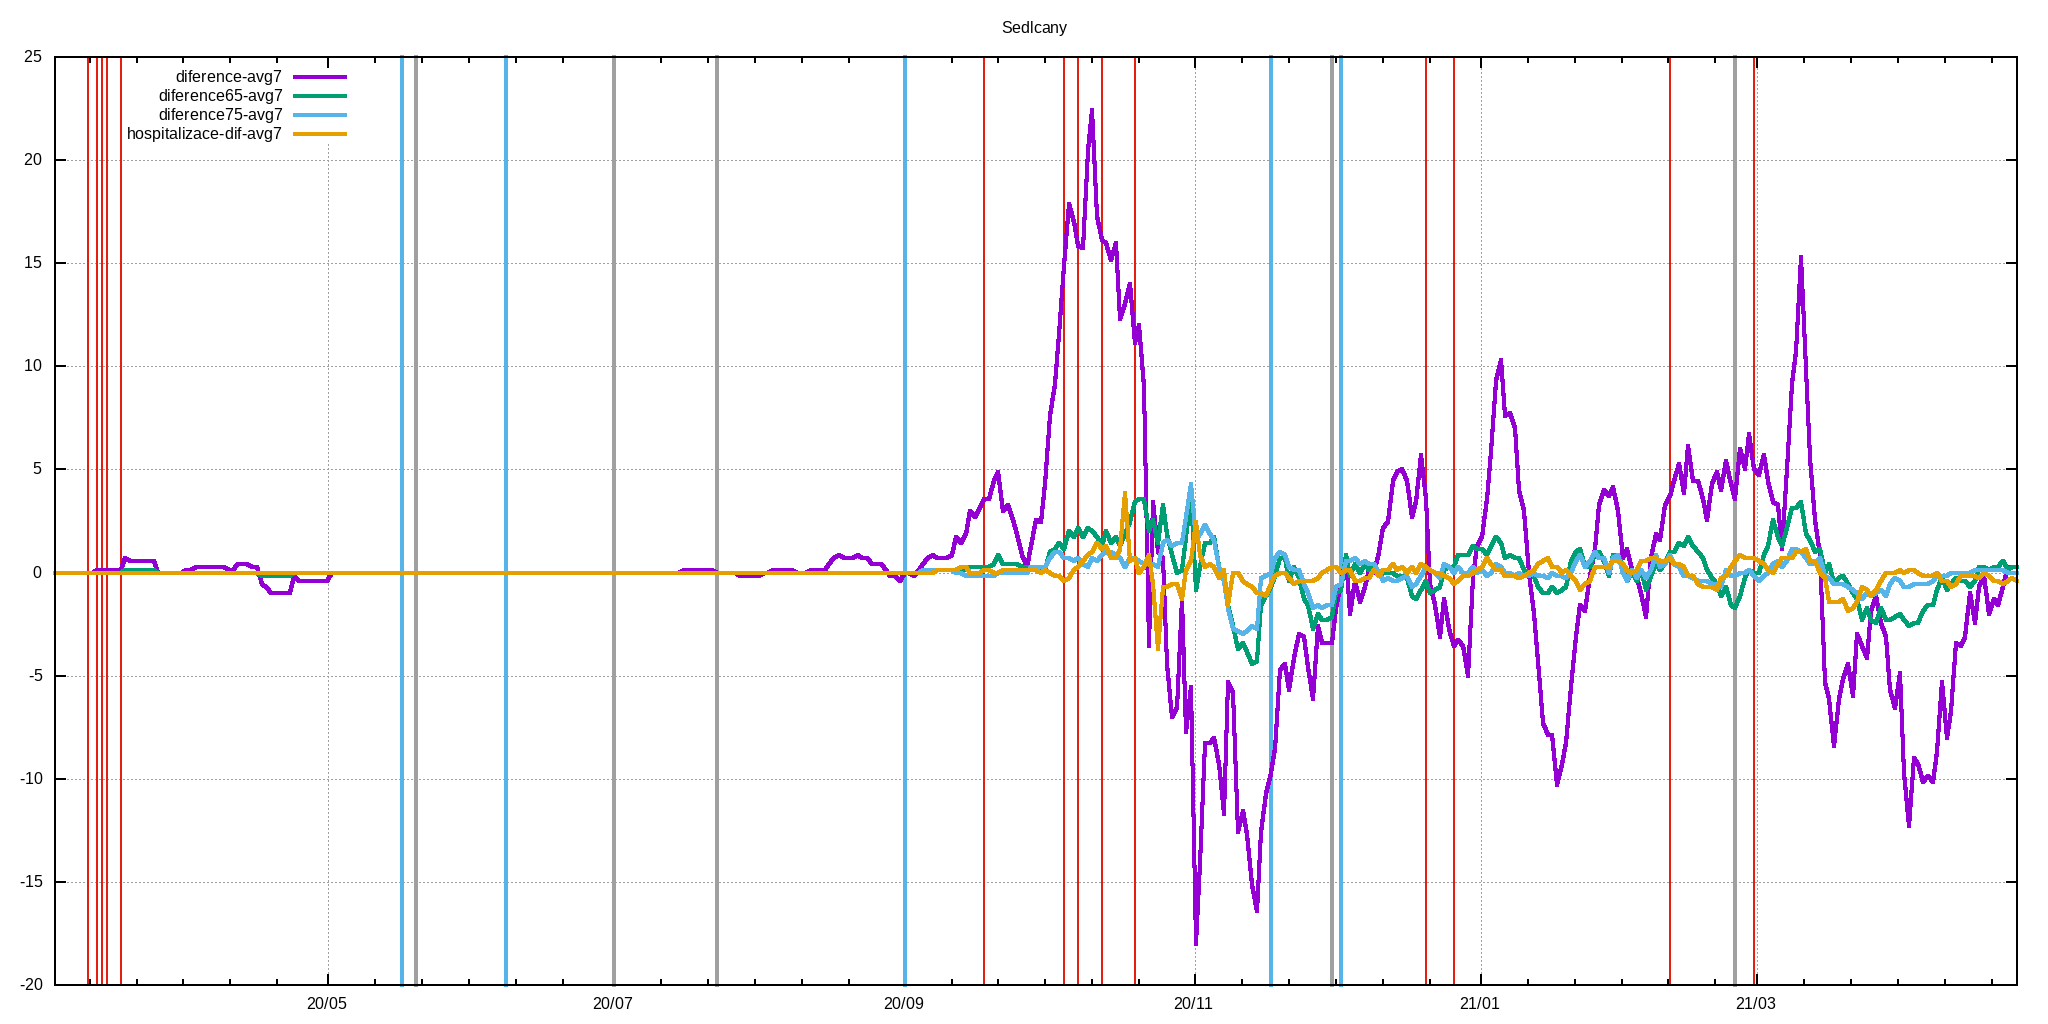 Sedlcany
diference-avg7
diference65-avg7
diference75-avg7
hospitalizace-dif-avg7
25
20
15
10
5
0
-5
-10
-15
-20
20/05 20/07 20/09 20/11 21/01 21/03